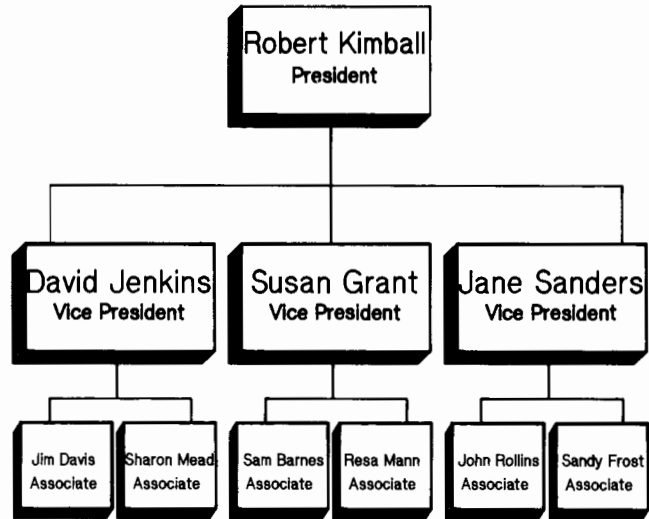 Robert Kimball
President
David Jenkins
Vice President
Susan Grant
Vice President
Jane Sanders
Vice President
Jim Davis
Associate
Sharon Mead
Associate
Sam Barnes
Associate
Resa Mann
Associate
John Rollins
Associate
Sandy Frost
Associate